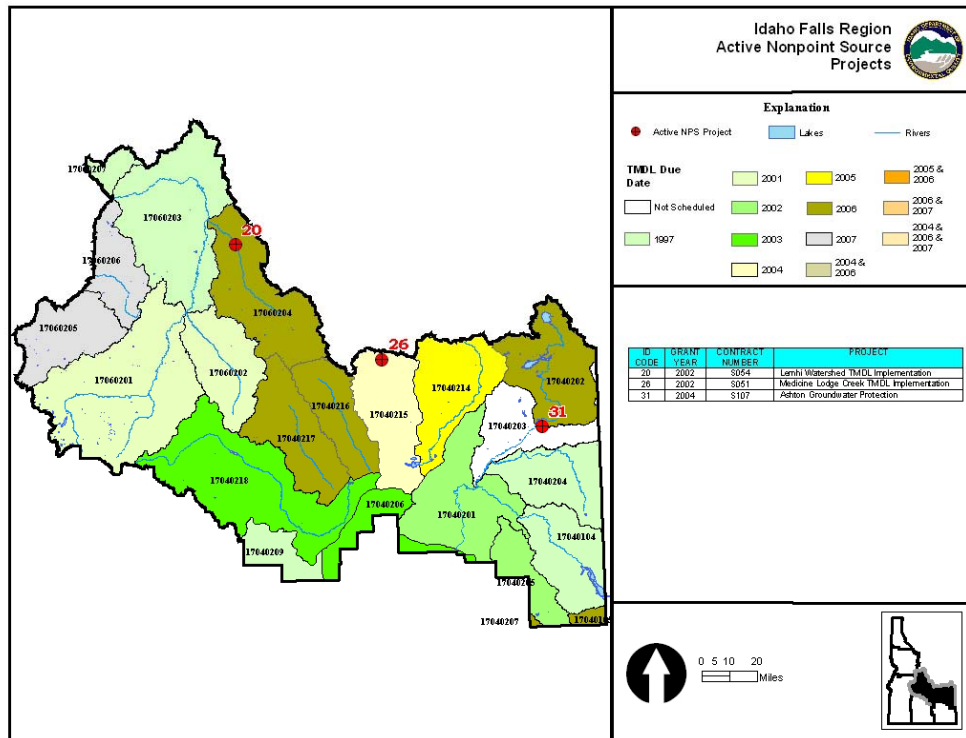 Idaho Falls Region
Active Nonpoint Source
Projects
Explanation
Active NPS Project
Lakes
Rivers
TMDL Due
Date
Not Scheduled
1997
2001
2002
2003
2004
2005
2006
2007
2004 &
2006
2005 &
2006
2006 &
2007
2004 &
2006 &
2007
ID CODE GRANT YEAR CONTRACT NUMBER PROJECT
20 2002 S054 Lemhi Watershed TMDL Implementation
26 2002 S051 Medicine Lodge Creek TMDL Implementation
31 2004 S107 Ashton Groundwater Protection
0 5 10 20
Miles
17060207
17060203
20
17060206
17060204
17060205
26
17060202
17060201
17040214
17040202
17040216
17040215
31
17040203
17040217
17040218
17040204
17040206
17040201
17040104
17040209
17040205
17040207